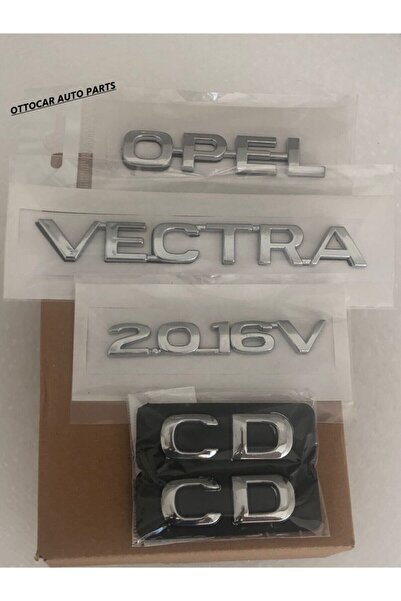 OTTOCAR AUTO PARTS
OPEL
VECTRA
2.0 16V
CD
CD